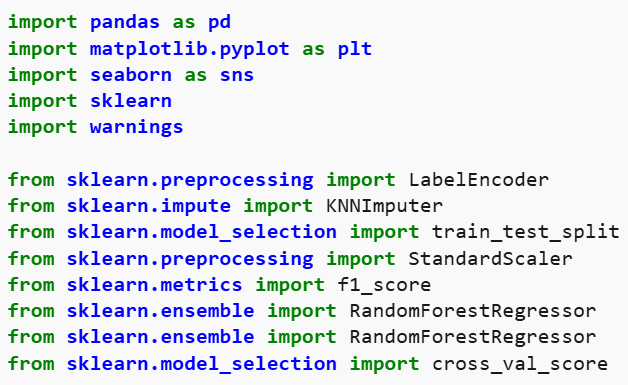 import pandas as pd
import matplotlib.pyplot as plt
import seaborn as sns
import sklearn
import warnings
from sklearn.preprocessing import LabelEncoder
from sklearn.impute import KNNImputer
from sklearn.model_selection import train_test_split
from sklearn.preprocessing import StandardScaler
from sklearn.metrics import f1_score
from sklearn.ensemble import RandomForestRegressor
from sklearn.ensemble import RandomForestRegressor
from sklearn.model_selection import cross_val_score